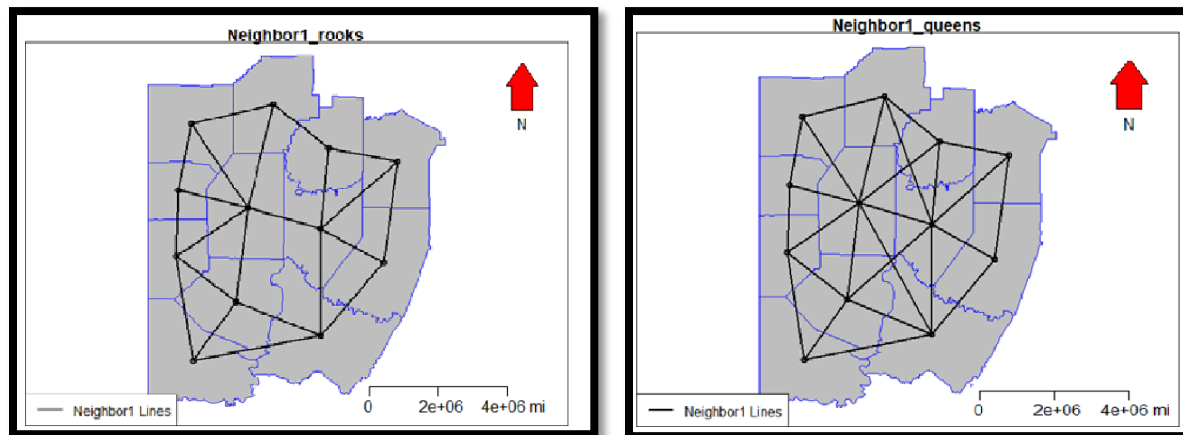 Neighbor1_rooks
N
0 2e+06 4e+06 mi
Neighbor1 Lines
Neighbor1_queens
N
0 2e+06 4e+06 mi
Neighbor1 Lines